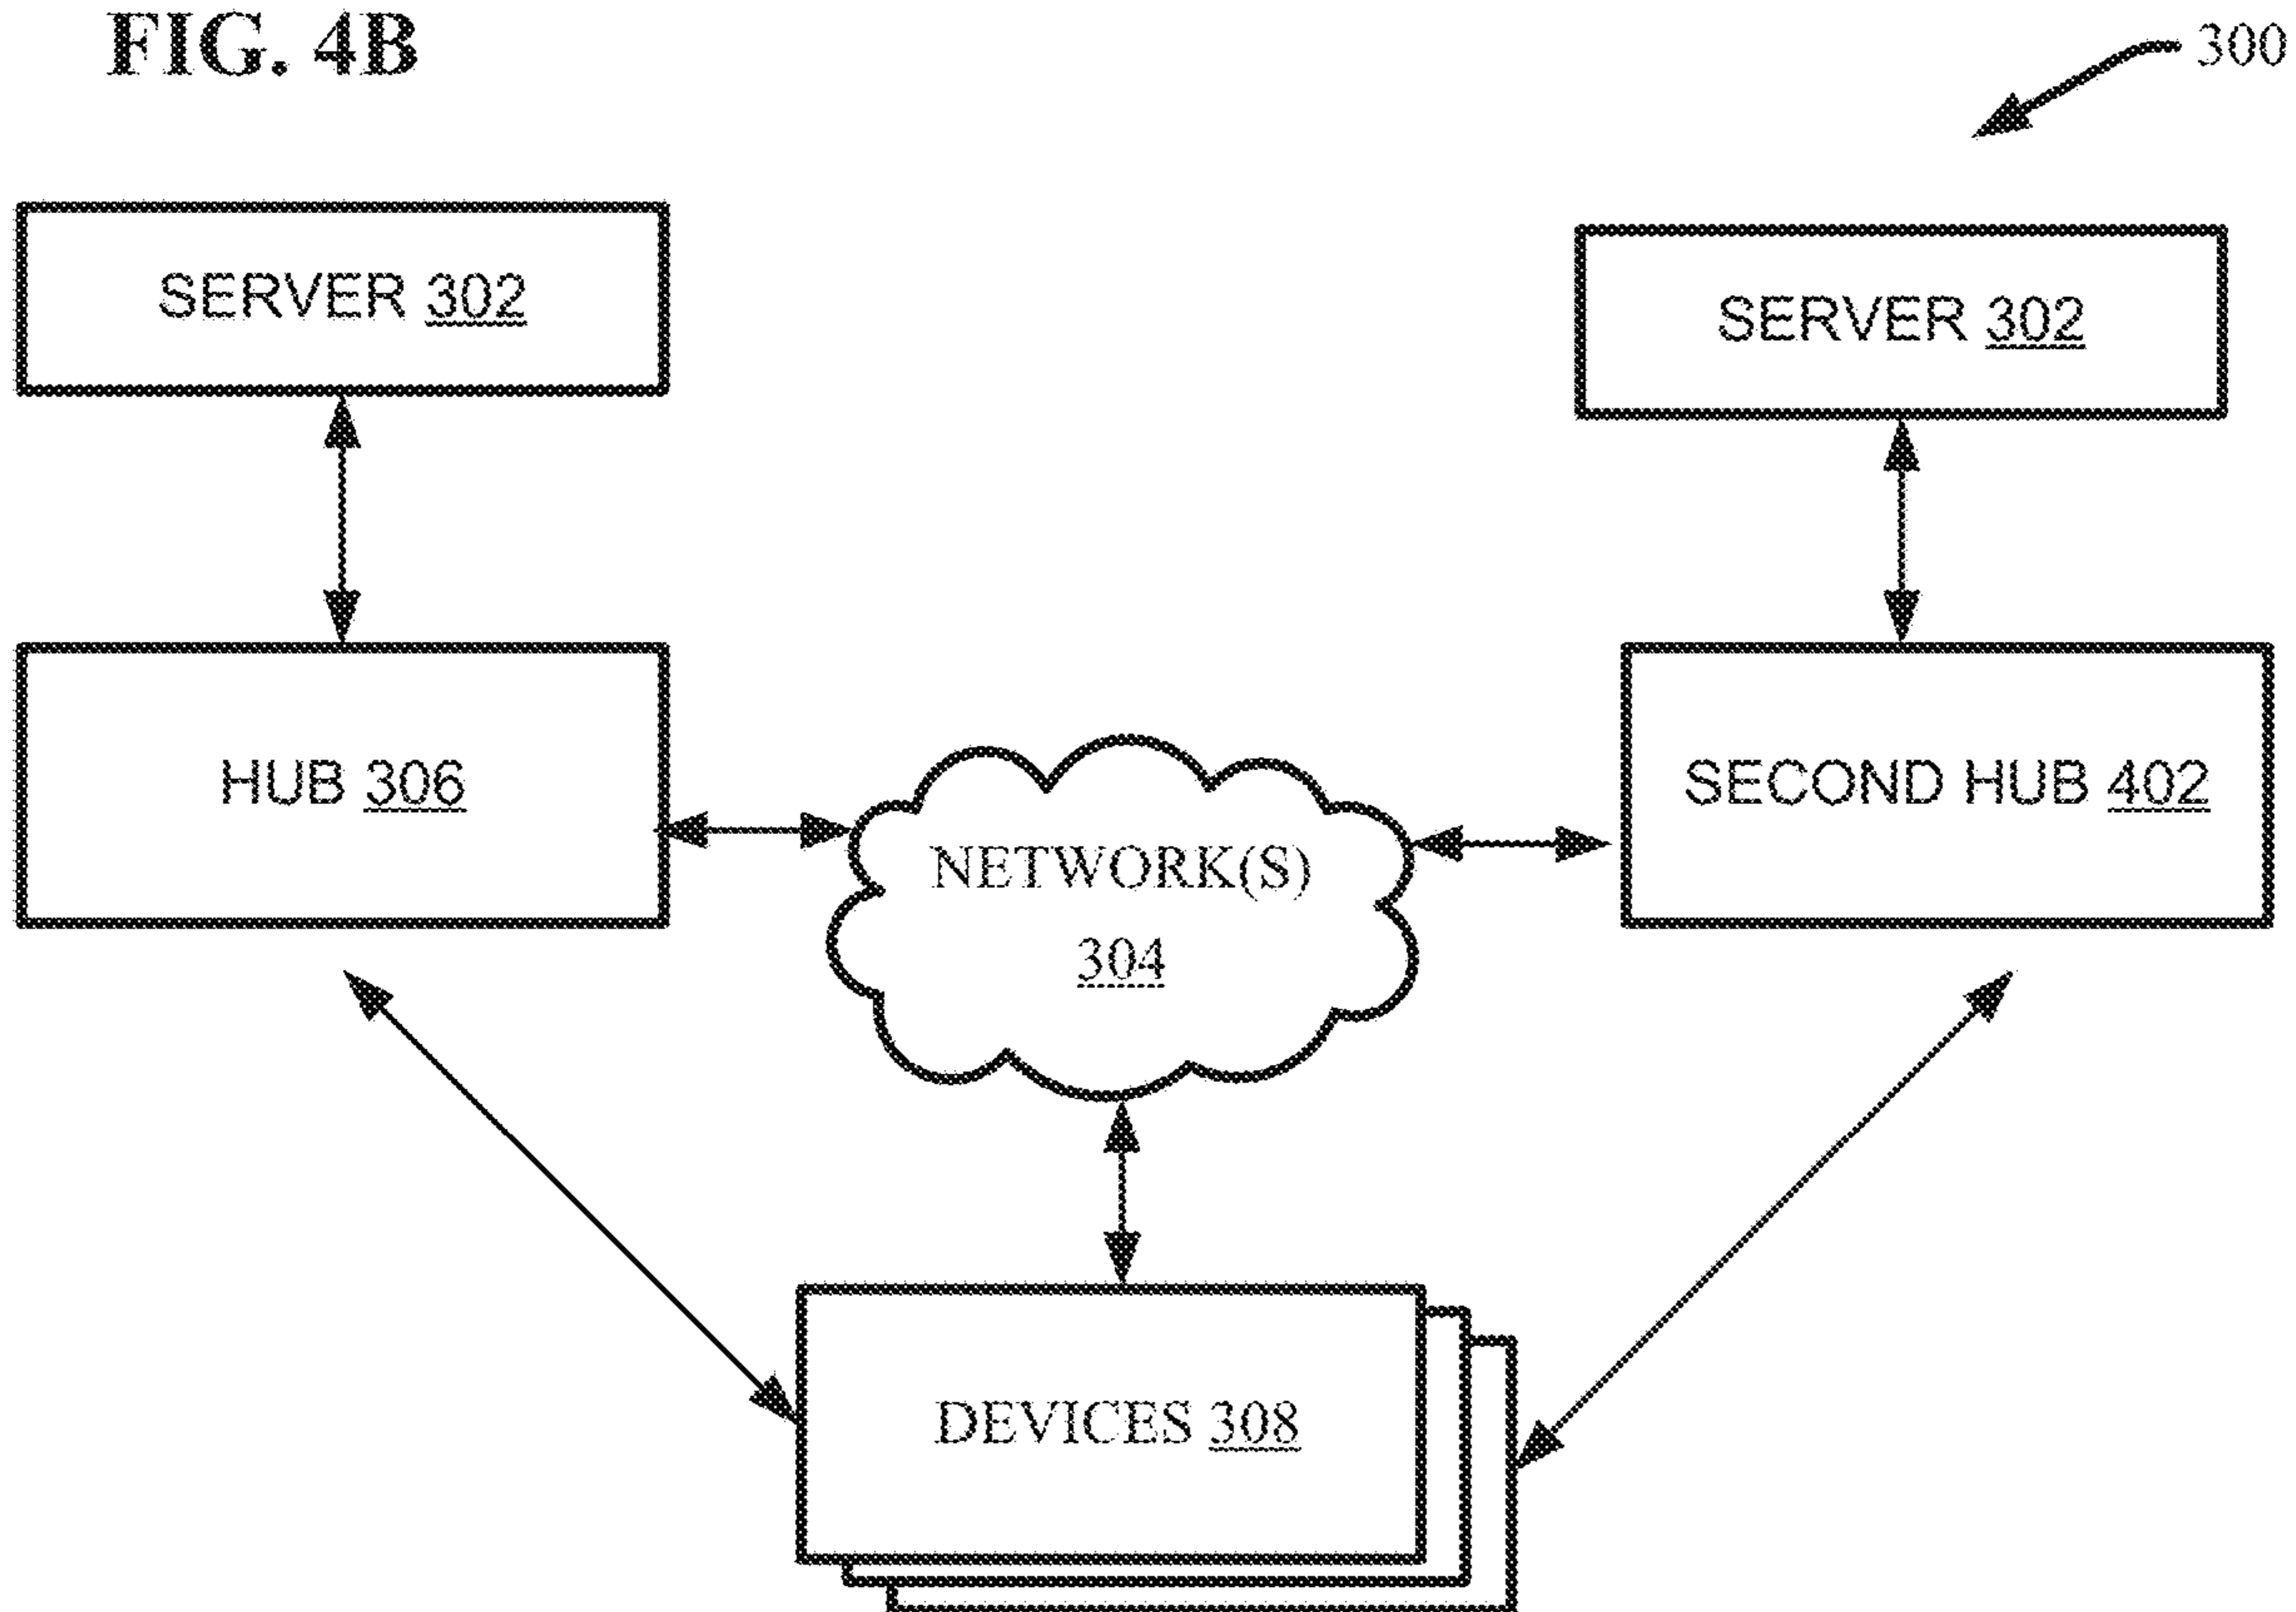 FIG. 4B
300
SERVER 302
SERVER 302
HUB 306
SECOND HUB 402
NETWORK(S)
304
DEVICES 308